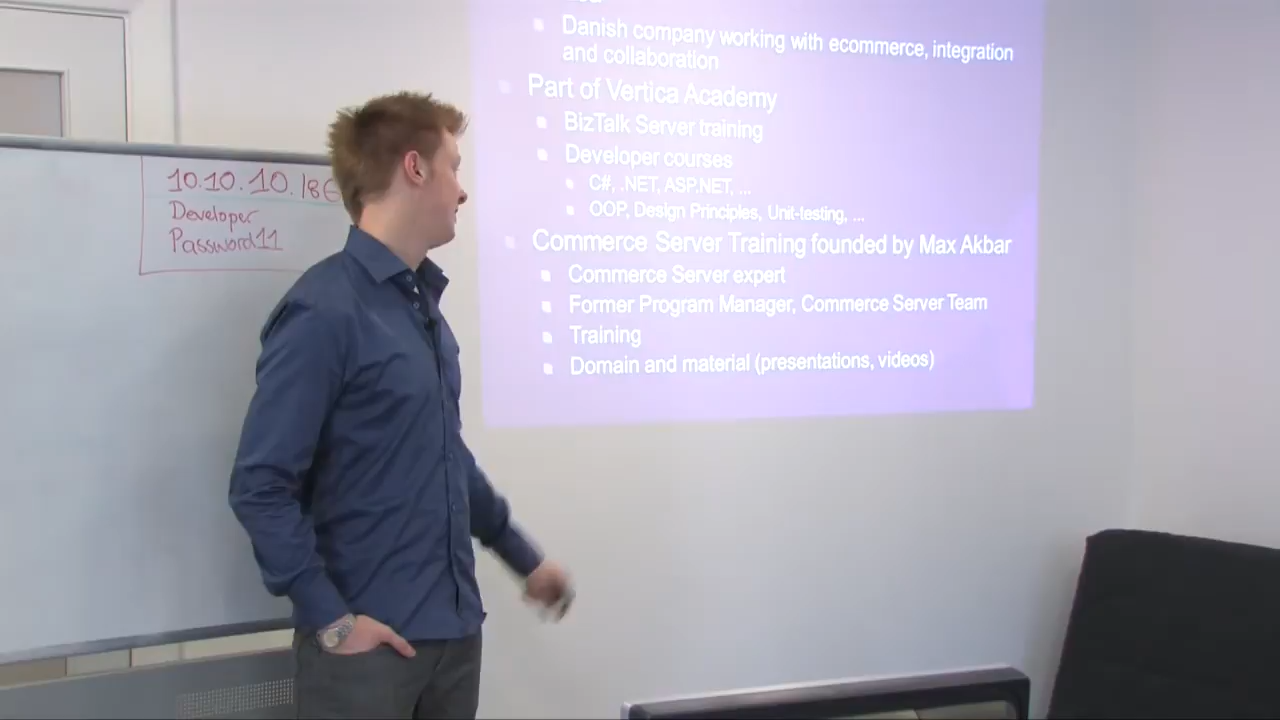 10.10.10.18
Developer
Password11
Danish company working with ecommerce, integration
and collaboration
Part of Vertica Academy
BizTalk Server training
Developer courses
C#, .NET, ASP.NET, ...
OOP, Design Principles, Unit-testing, ...
Commerce Server Training founded by Max Akbar
Commerce Server expert
Former Program Manager, Commerce Server Team
Training
Domain and material (presentations, videos)